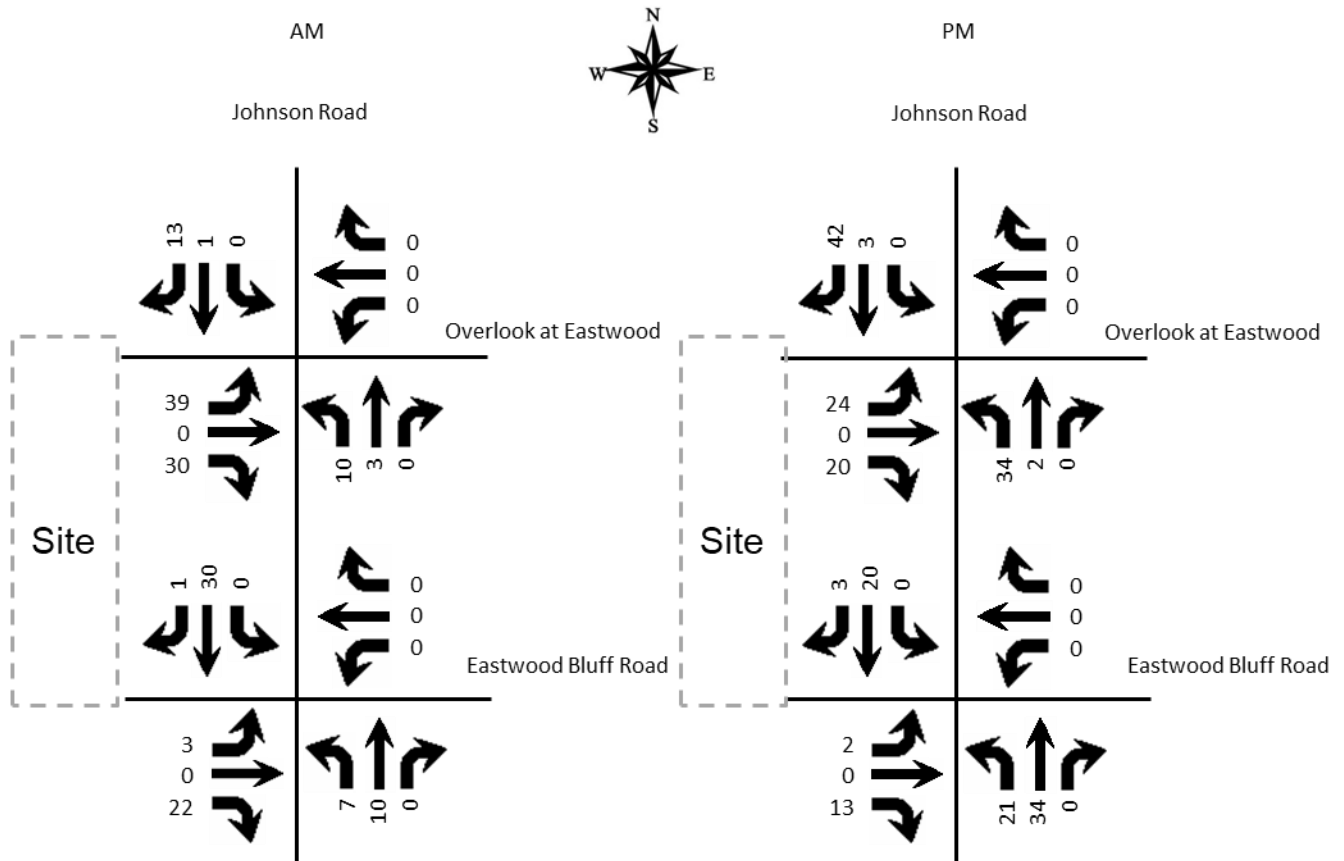 AM
PM
N
W E
S
Johnson Road
Johnson Road
13 1 0
0
0
0
Overlook at Eastwood
39
0
30
10 3 0
Site
1 30 0
0
0
0
Eastwood Bluff Road
3
0
22
7 10 0
42 3 0
0
0
0
Overlook at Eastwood
24
0
20
34 2 0
Site
3 20 0
0
0
0
Eastwood Bluff Road
2
0
13
21 34 0